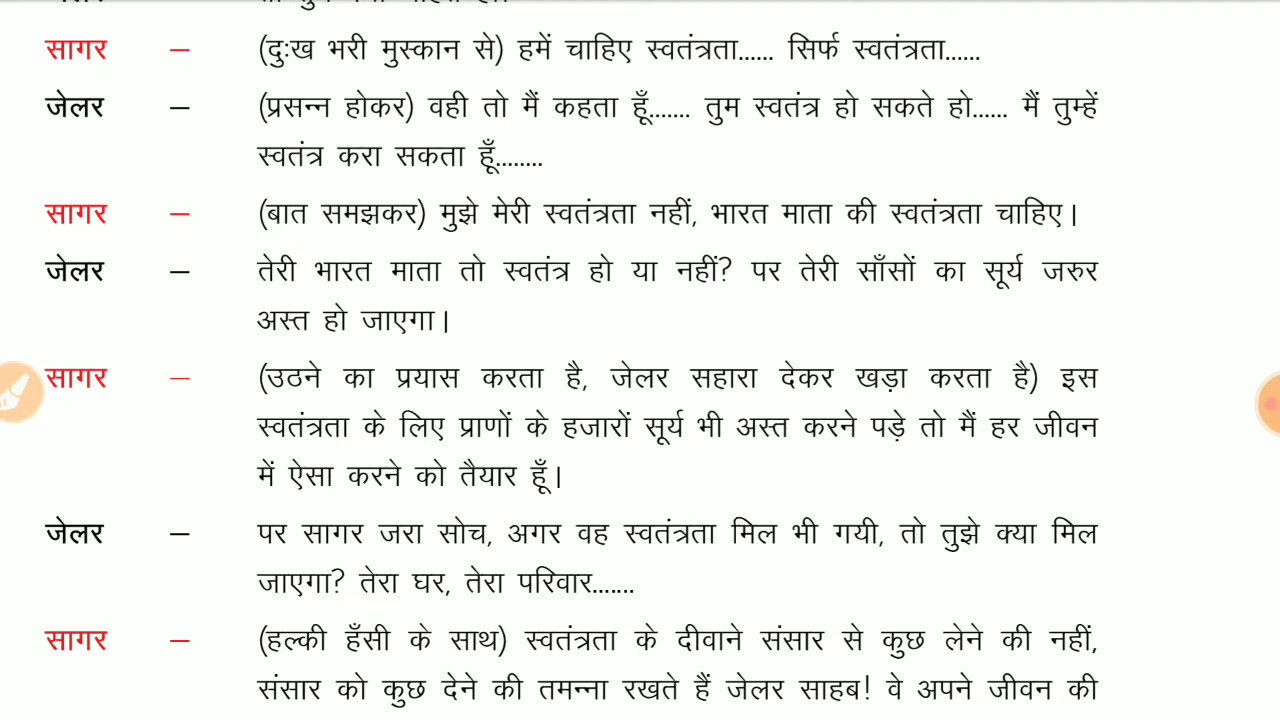 सागर – (दुःख भरी मुस्कान से) हमें चाहिए स्वतंत्रता...... सिर्फ स्वतंत्रता......
जेलर – (प्रसन्न होकर) वही तो मैं कहता हूँ....... तुम स्वतंत्र हो सकते हो...... मैं तुम्हें
स्वतंत्र करा सकता हूँ........
सागर – (बात समझकर) मुझे मेरी स्वतंत्रता नहीं, भारत माता की स्वतंत्रता चाहिए।
जेलर – तेरी भारत माता तो स्वतंत्र हो या नहीं? पर तेरी साँसों का सूर्य जरुर
अस्त हो जाएगा।
सागर – (उठने का प्रयास करता है, जेलर सहारा देकर खड़ा करता है) इस
स्वतंत्रता के लिए प्राणों के हजारों सूर्य भी अस्त करने पड़े तो मैं हर जीवन
में ऐसा करने को तैयार हूँ।
जेलर – पर सागर जरा सोच, अगर वह स्वतंत्रता मिल भी गयी, तो तुझे क्या मिल
जाएगा? तेरा घर, तेरा परिवार.......
सागर – (हल्की हँसी के साथ) स्वतंत्रता के दीवाने संसार से कुछ लेने की नहीं,
संसार को कुछ देने की तमन्ना रखते हैं जेलर साहब! वे अपने जीवन की